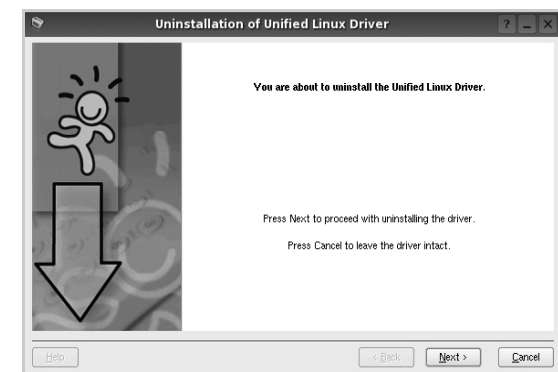 Uninstallation of Unified Linux Driver
? _ ×
You are about to uninstall the Unified Linux Driver.
Press Next to proceed with uninstalling the driver.
Press Cancel to leave the driver intact.
Help
< Back
Next >
Cancel